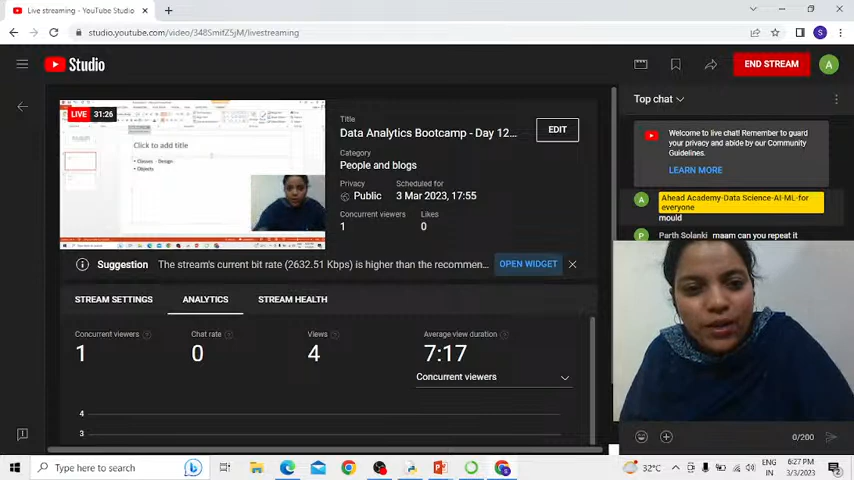 Live streaming - YouTube Studio
studio.youtube.com/video/348SmifZ5jM/livestreaming
Studio
END STREAM
A
LIVE 31:26
Click to add title
• Classes - Design
• Objects
Title
Data Analytics Bootcamp - Day 12...
EDIT
Category
People and blogs
Privacy
Public
Scheduled for
3 Mar 2023, 17:55
Concurrent viewers
1
Likes
0
Suggestion The stream's current bit rate (2632.51 Kbps) is higher than the recommen...
OPEN WIDGET
STREAM SETTINGS
ANALYTICS
STREAM HEALTH
Concurrent viewers
1
Chat rate
0
Views
4
Average view duration
7:17
Concurrent viewers
4
3
Top chat
Welcome to live chat! Remember to guard
your privacy and abide by our Community
Guidelines.
LEARN MORE
A
Ahead Academy-Data Science-AI-ML-for
everyone
mould
P
Parth Solanki maam can you repeat it
0/200
Type here to search
32°C
ENG
IN
6:27 PM
3/3/2023